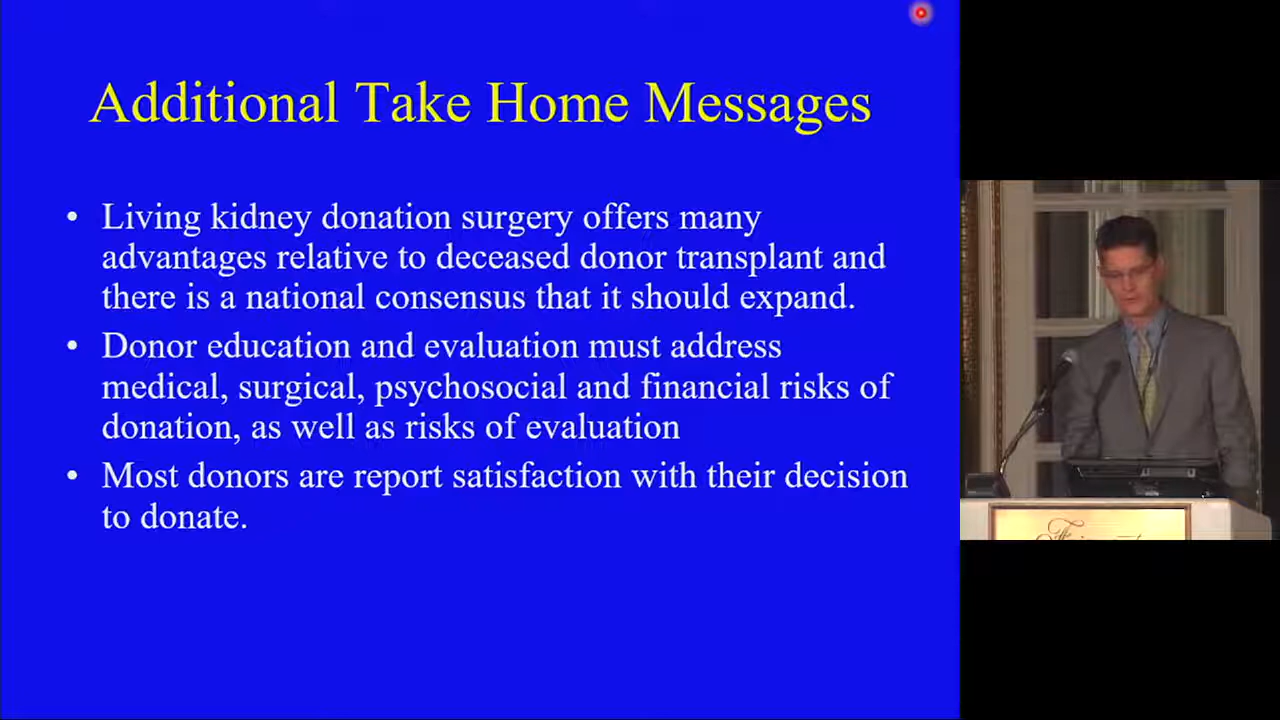 Additional Take Home Messages
• Living kidney donation surgery offers many
advantages relative to deceased donor transplant and
there is a national consensus that it should expand.
• Donor education and evaluation must address
medical, surgical, psychosocial and financial risks of
donation, as well as risks of evaluation
• Most donors are report satisfaction with their decision
to donate.
The